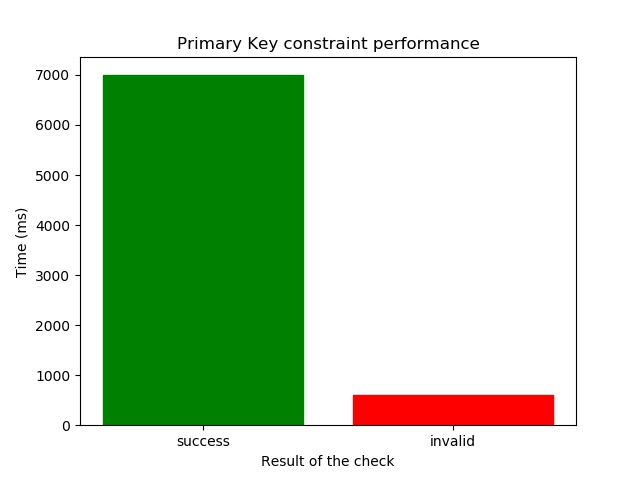 Primary Key constraint performance
7000
6000
5000
4000
3000
2000
1000
0
Time (ms)
success invalid
Result of the check